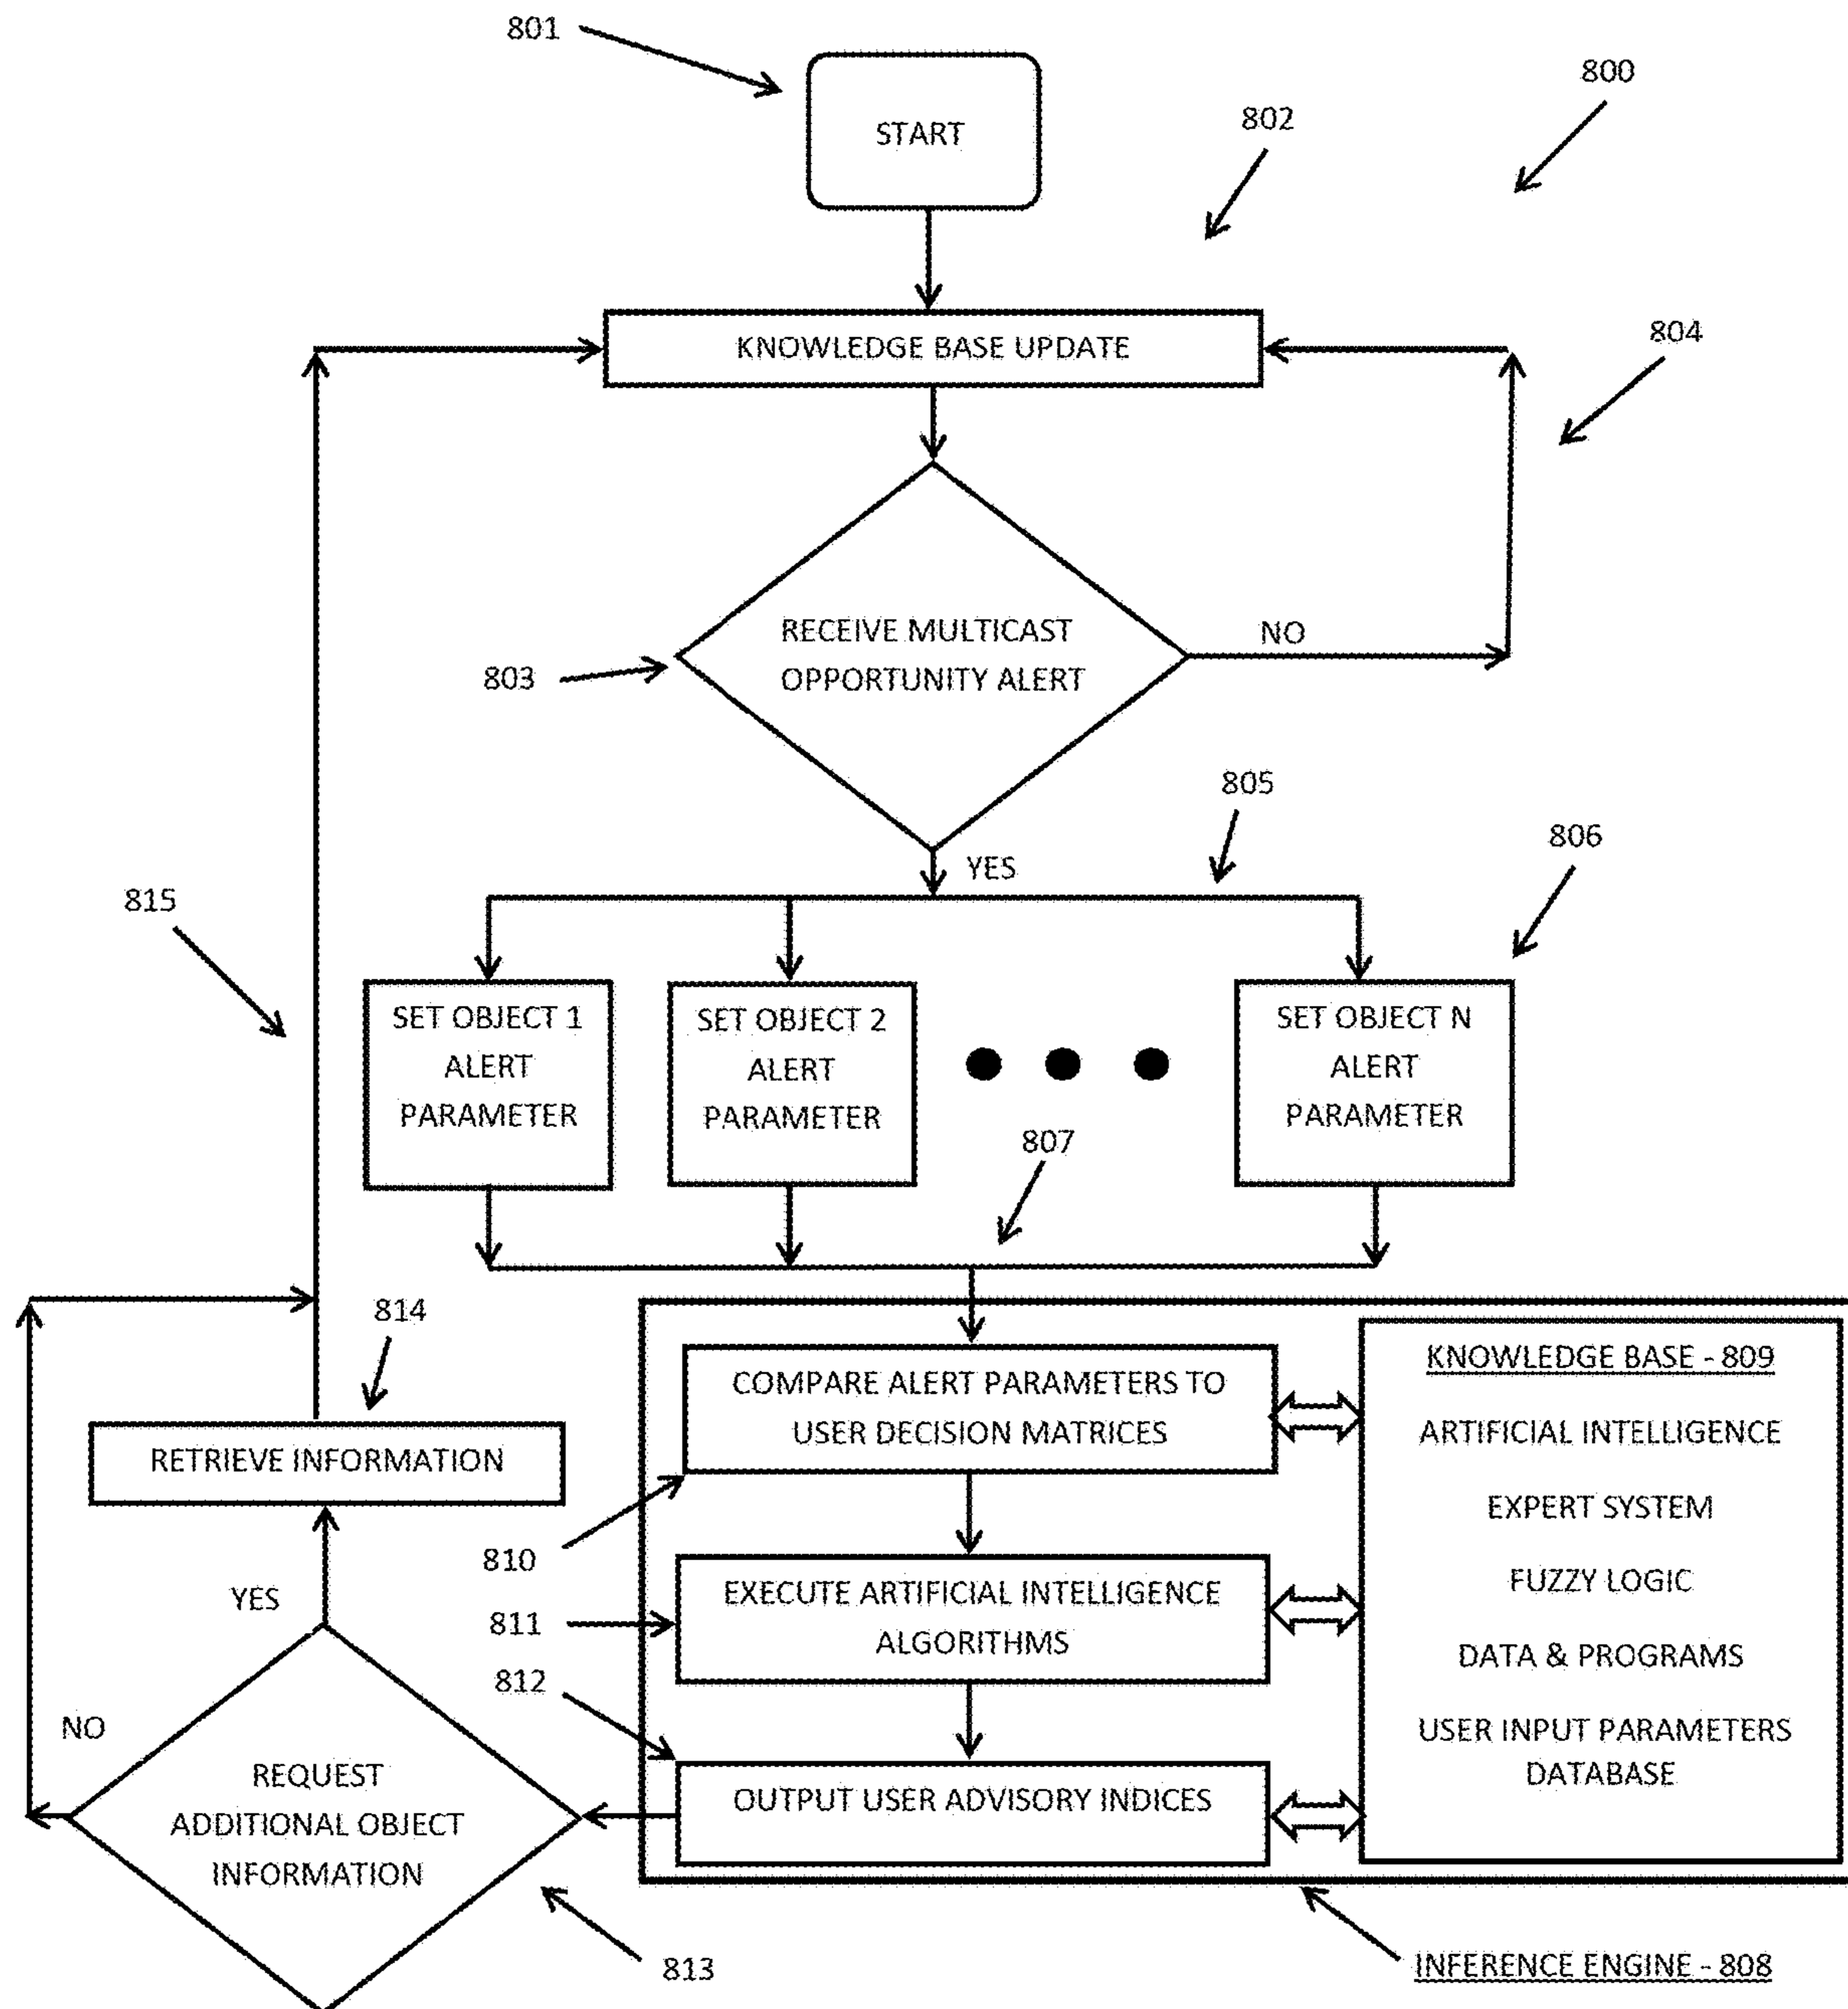 801
800
802
START
804
KNOWLEDGE BASE UPDATE
RECEIVE MULTICAST
OPPORTUNITY ALERT
NO
803
805
806
YES
815
SET OBJECT 1
ALERT
PARAMETER
SET OBJECT 2
ALERT
PARAMETER
SET OBJECT N
ALERT
PARAMETER
807
814
COMPARE ALERT PARAMETERS TO
USER DECISION MATRICES
KNOWLEDGE BASE - 809
ARTIFICIAL INTELLIGENCE
EXPERT SYSTEM
FUZZY LOGIC
DATA & PROGRAMS
USER INPUT PARAMETERS
DATABASE
RETRIEVE INFORMATION
810
YES
811
EXECUTE ARTIFICIAL INTELLIGENCE
ALGORITHMS
812
NO
REQUEST
ADDITIONAL OBJECT
INFORMATION
OUTPUT USER ADVISORY INDICES
813
INFERENCE ENGINE - 808